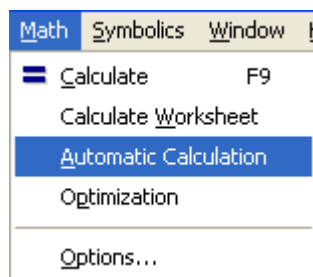 Math Symbolics Window
Calculate F9
Calculate Worksheet
Automatic Calculation
Optimization
Options...